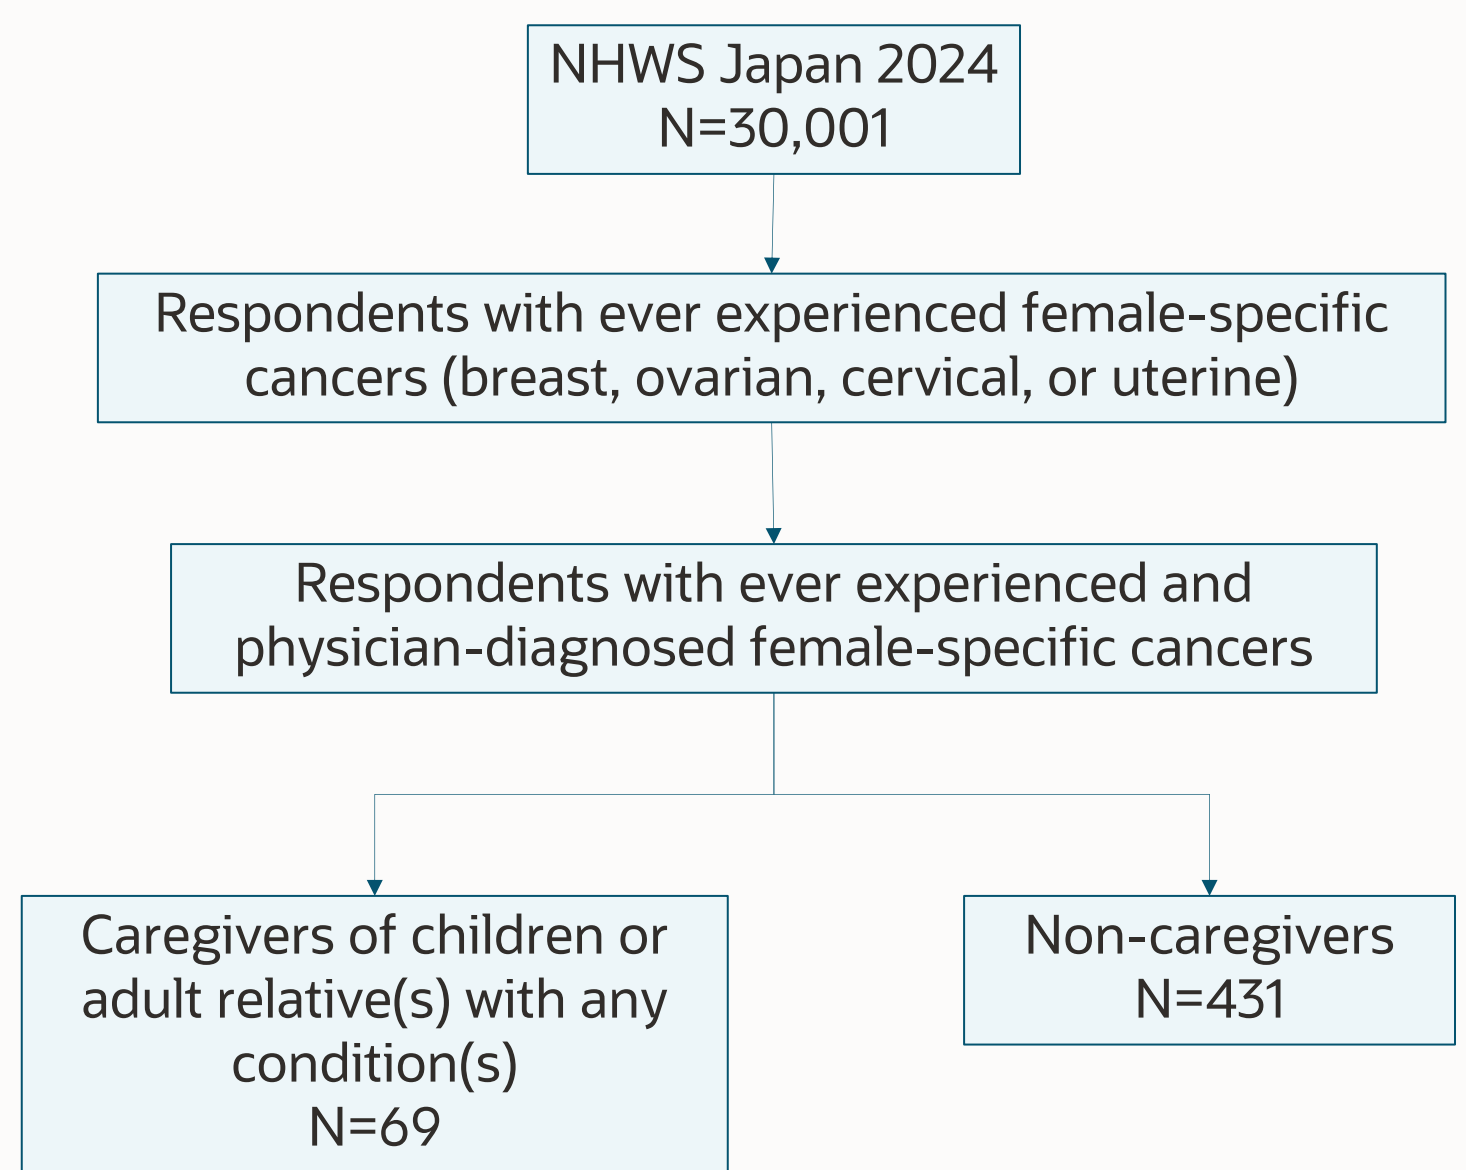 NHWS Japan 2024
N=30,001
Respondents with ever experienced female-specific
cancers (breast, ovarian, cervical, or uterine)
Respondents with ever experienced and
physician-diagnosed female-specific cancers
Caregivers of children or
adult relative(s) with any
condition(s)
N=69
Non-caregivers
N=431